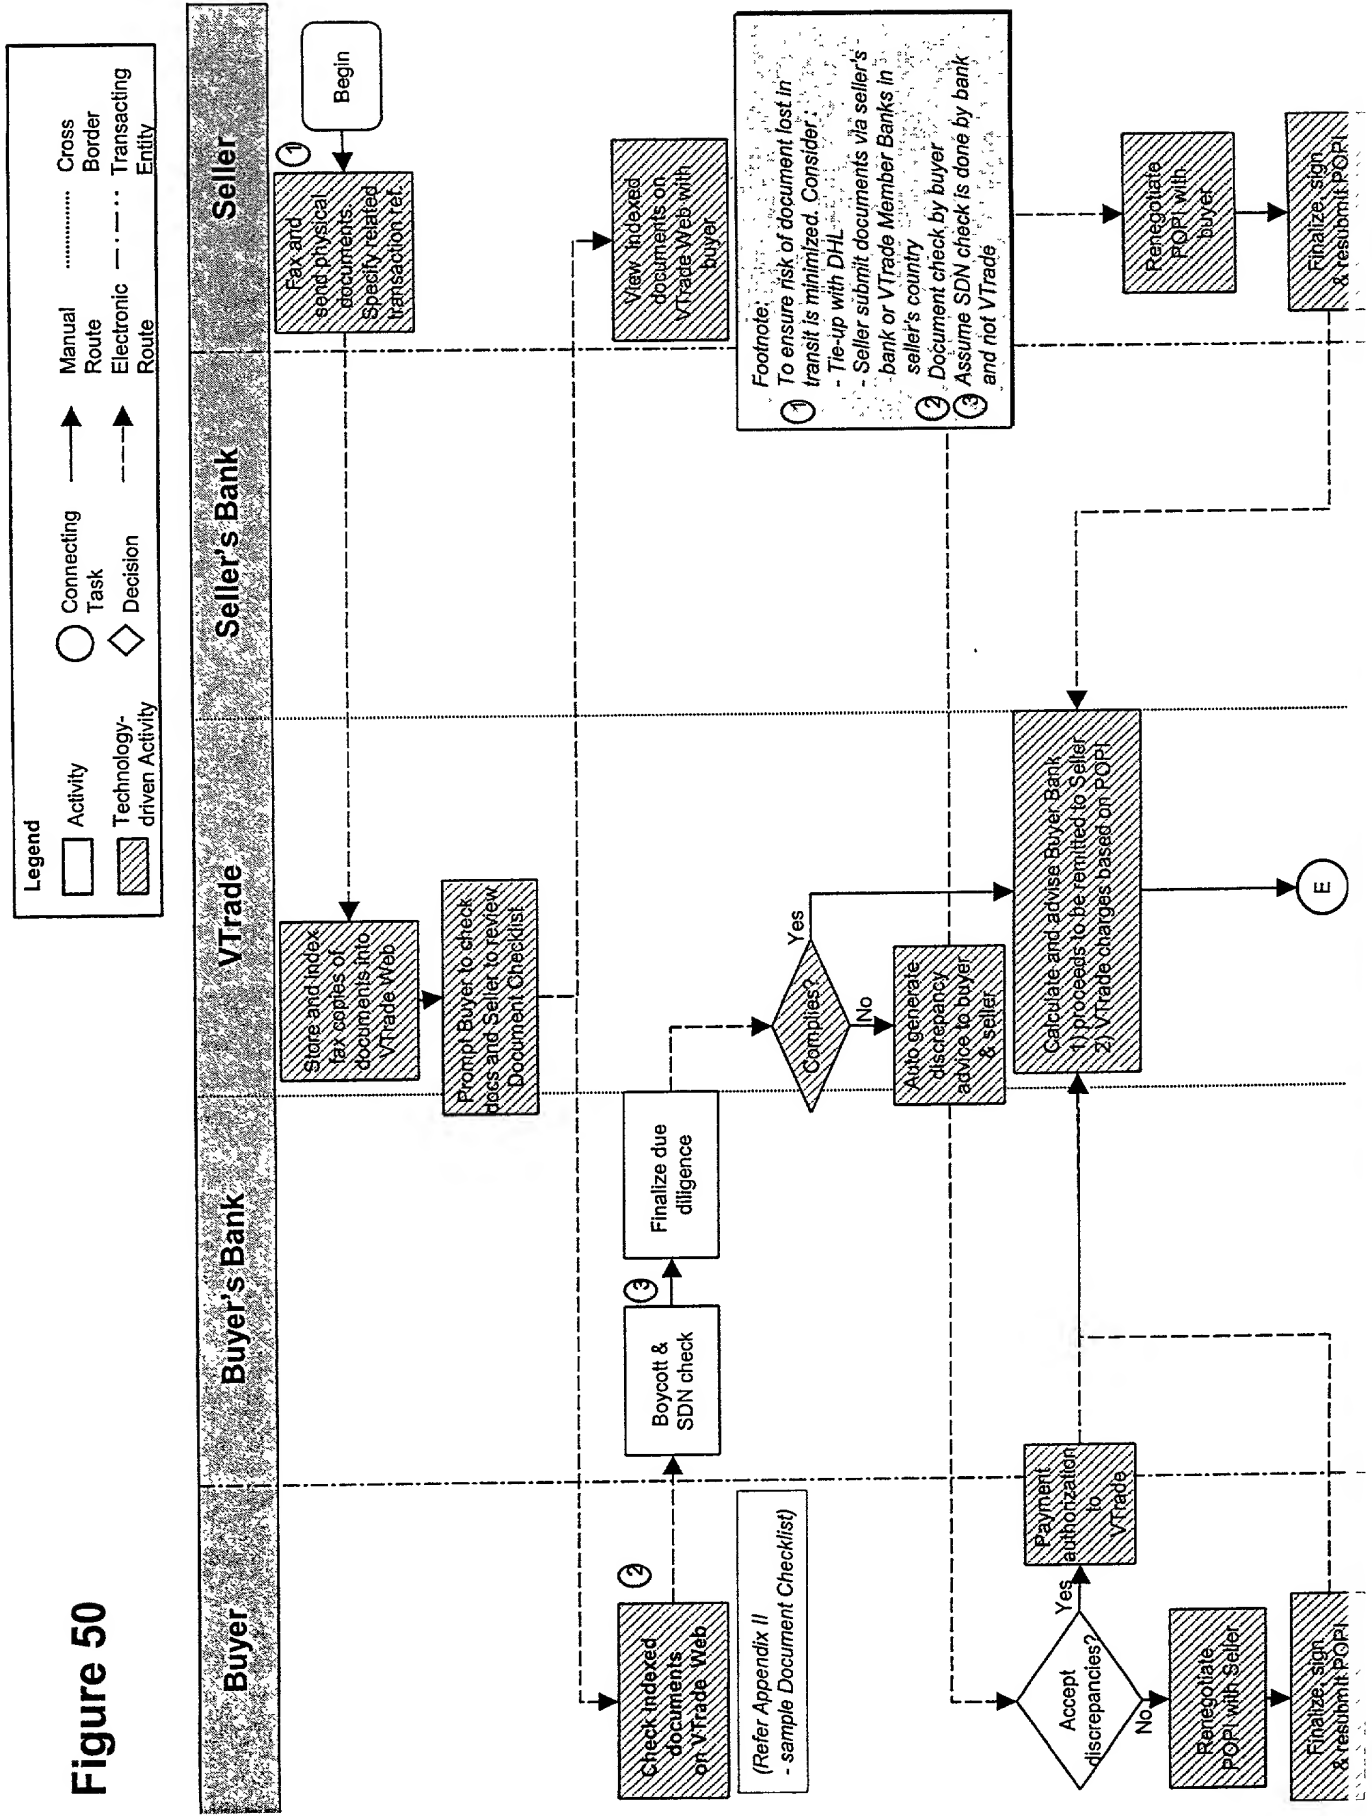 Figure 50
Legend
Activity
Technology-
driven Activity
Connecting
Task
Decision
Manual
Route
Electronic
Route
Cross
Border
Transacting
Entity
Buyer
Buyer's Bank
VTrade
Seller's Bank
Seller
Begin
1
Fax and
send physical
documents.
Specify related
transaction ref.
Store and index
fax copies of
documents into
VTrade Web
Prompt Buyer to check
docs and Seller to review
Document Checklist
View indexed
documents on
VTrade Web with
buyer
Check indexed
documents
on VTrade Web
2
(Refer Appendix II
- sample Document Checklist)
Boycott &
SDN check
3
Finalize due
diligence
Complies?
Yes
No
Auto generate
discrepancy
advice to buyer
& seller
Footnote:
1 To ensure risk of document lost in
transit is minimized. Consider:
- Tie-up with DHL
- Seller submit documents via seller's
bank or VTrade Member Banks in
seller's country
2 Document check by buyer
3 Assume SDN check is done by bank
and not VTrade
Accept
discrepancies?
Yes
No
Payment
authorization
to
VTrade
Calculate and advise Buyer Bank
1) proceeds to be remitted to Seller
2) VTrade charges based on POPI
Renegotiate
POPI with Seller
Finalize, sign
& resubmit POPI
Renegotiate
POPI with
buyer
Finalize, sign
& resubmit POPI
E